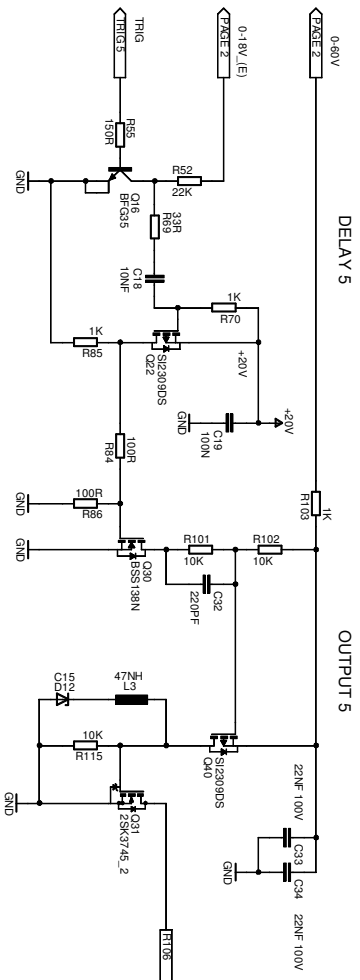 0-60V
PAGE 2
0-18V_(E)
PAGE 2
TRIG
TRIG 5
DELAY 5
OUTPUT 5
R55
150R
R52
22K
Q16
BFG35
GND
33R
R69
C18
10NF
1K
R70
+20V
SI2309DS
Q22
1K
R85
+20V
C19
100N
GND
100R
R84
100R
R86
GND
GND
Q30
BSS138N
R101
10K
R102
10K
C32
220PF
R103
1K
SI2309DS
Q40
47NH
L3
C15
D12
10K
R115
GND
Q31
2SK3745_2
R106
22NF 100V
C33
C34
22NF 100V
GND